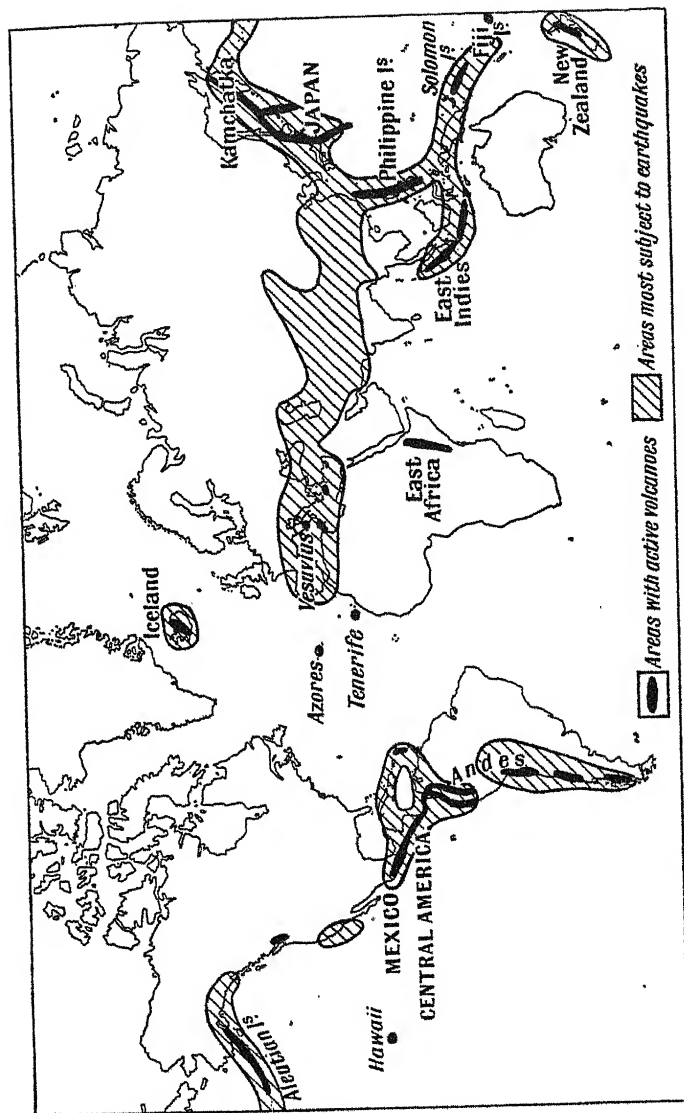 Aleutian Is
Hawaii
MEXICO
CENTRAL AMERICA
Andes
Iceland
Azores
Tenerife
Vesuvius
East
Africa
Kamchatka
JAPAN
Philippine Is
East
Indies
Solomon
Is
Fiji
Is
New
Zealand
Areas with active volcanoes
Areas most subject to earthquakes